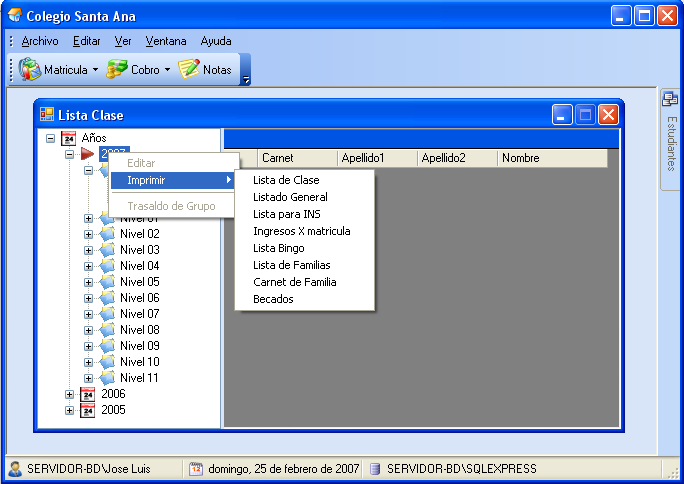 Colegio Santa Ana
Archivo Editar Ver Ventana Ayuda
Matricula Cobro Notas
Lista Clase
Estudiantes
Años
2007
Carnet Apellido1 Apellido2 Nombre
Editar
Imprimir
Trasaldo de Grupo
Lista de Clase
Listado General
Lista para INS
Ingresos X matricula
Lista Bingo
Lista de Familias
Carnet de Familia
Becados
Nivel 01
Nivel 02
Nivel 03
Nivel 04
Nivel 05
Nivel 06
Nivel 07
Nivel 08
Nivel 09
Nivel 10
Nivel 11
24 2006
24 2005
SERVIDOR-BD\Jose Luis domingo, 25 de febrero de 2007 SERVIDOR-BD\SQLEXPRESS